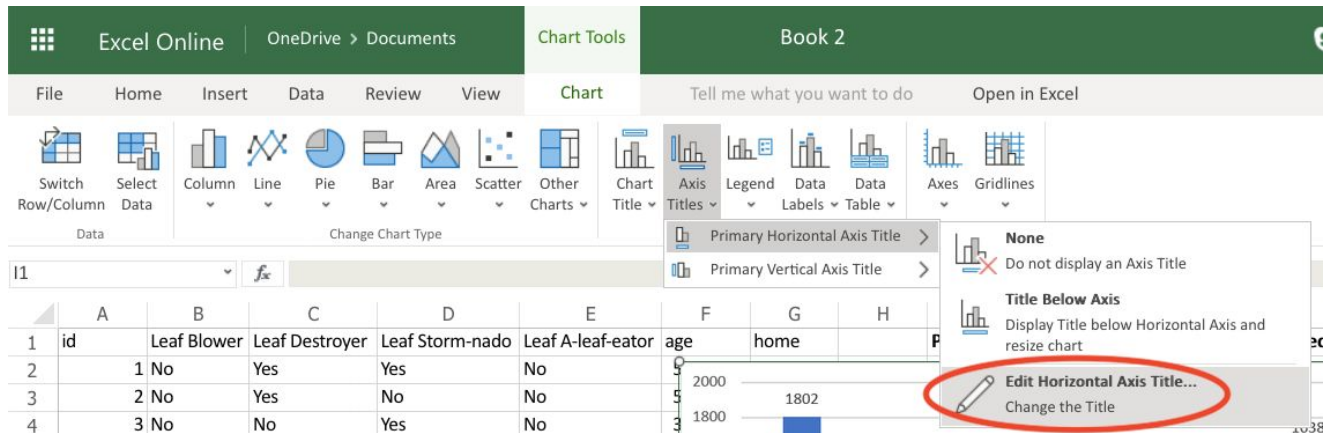 Excel Online OneDrive > Documents Chart Tools Book 2
File Home Insert Data Review View Chart Tell me what you want to do Open in Excel
Switch Row/Column
Select Data
Column
Line
Pie
Bar
Area
Scatter
Other Charts
Chart Title
Axis Titles
Legend
Data Labels
Data Table
Axes
Gridlines
Data
Change Chart Type
Primary Horizontal Axis Title >
Primary Vertical Axis Title >
None
Do not display an Axis Title
Title Below Axis
Display Title below Horizontal Axis and
resize chart
Edit Horizontal Axis Title...
Change the Title
I1 fx
A B C D E F G H
1 id Leaf Blower Leaf Destroyer Leaf Storm-nado Leaf A-leaf-eator age home P
2 1 No Yes Yes No 5
3 2 No Yes No No 5
4 3 No No Yes No 3
2000
1802
1800